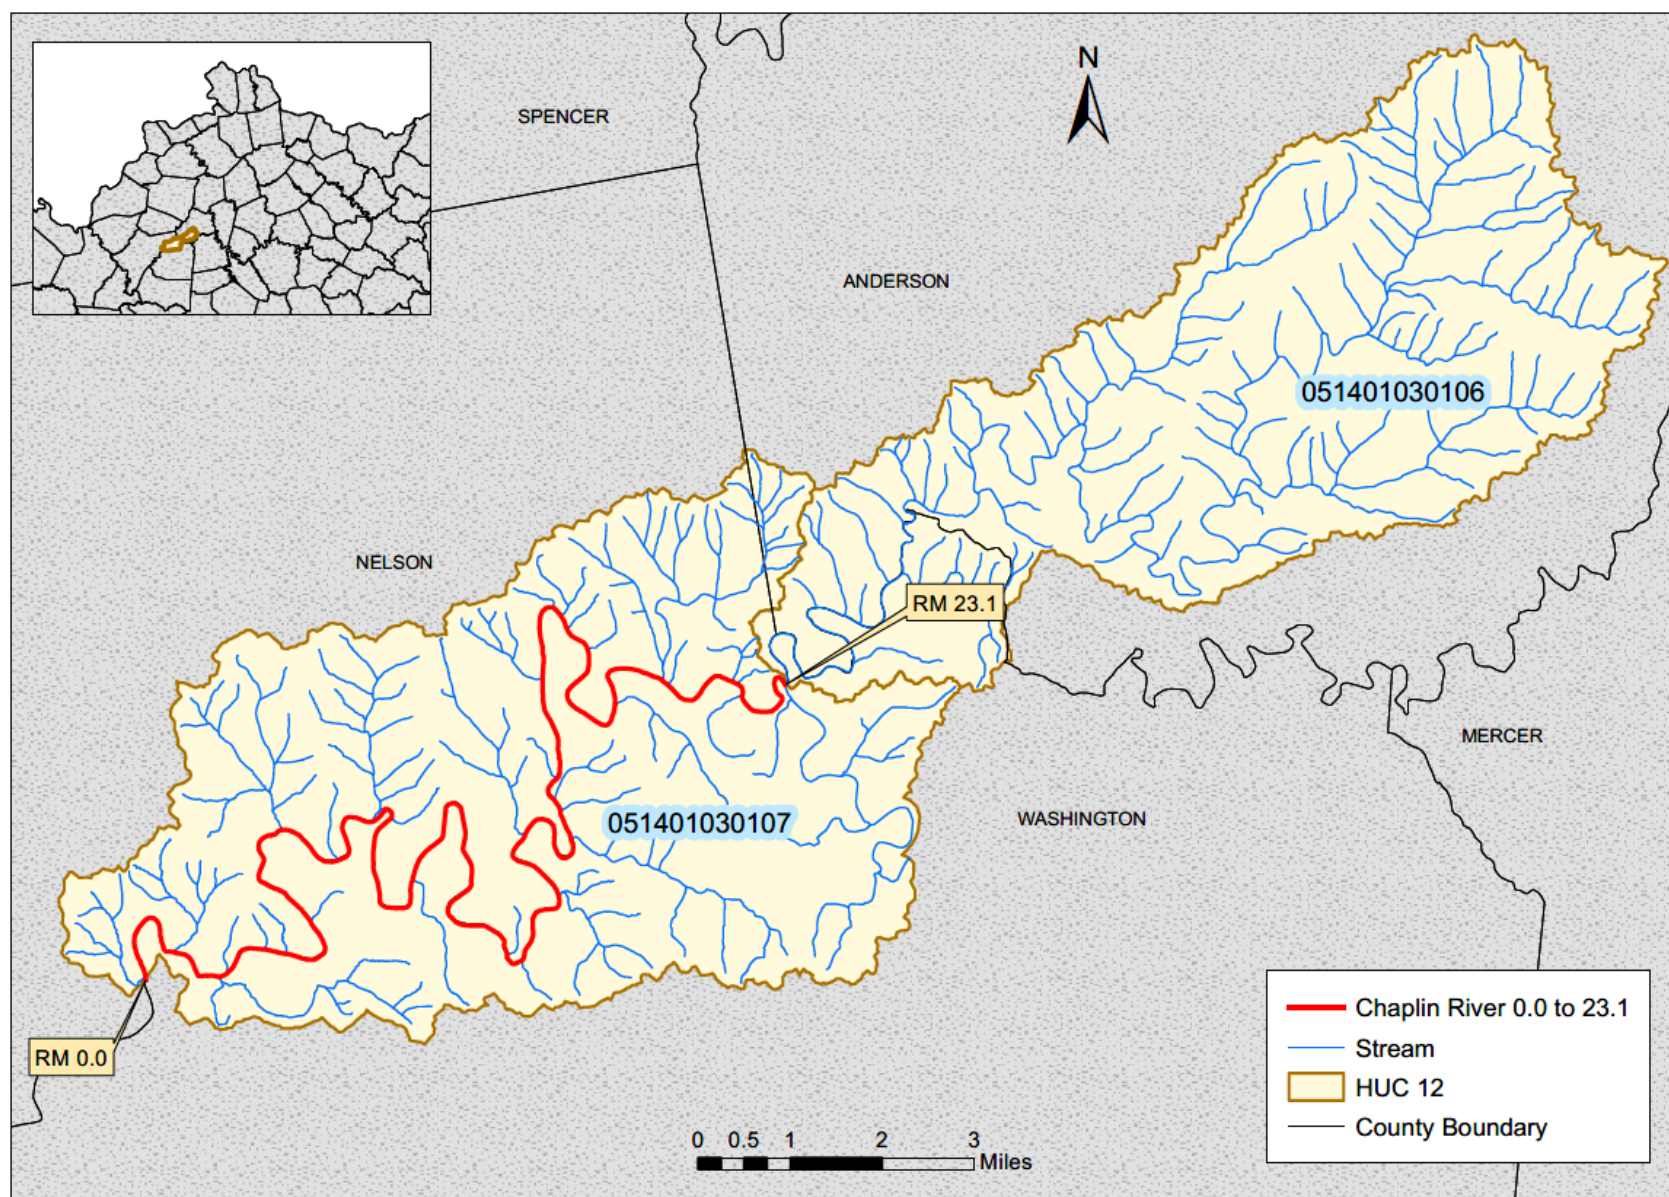 N
SPENCER
ANDERSON
051401030106
NELSON
RM 23.1
MERCER
051401030107
WASHINGTON
RM 0.0
Chaplin River 0.0 to 23.1
Stream
HUC 12
County Boundary
0 0.5 1 2 3
Miles